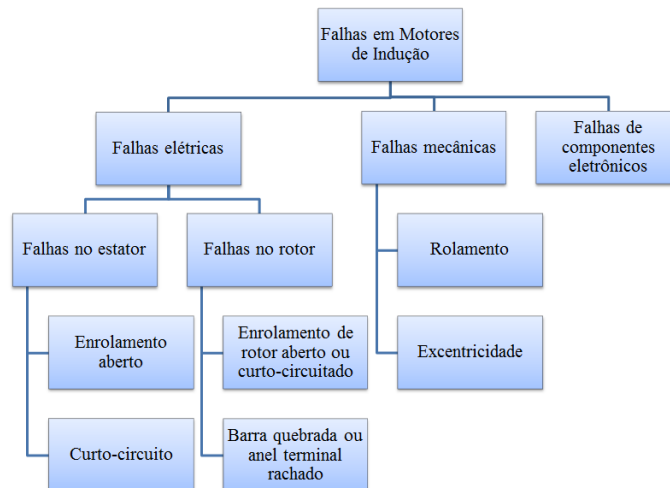 Falhas em Motores
de Indução
Falhas elétricas
Falhas mecânicas
Falhas de
componentes
eletrônicos
Falhas no estator
Falhas no rotor
Rolamento
Enrolamento
aberto
Enrolamento de
rotor aberto ou
curto-circuitado
Excentricidade
Curto-circuito
Barra quebrada ou
anel terminal
rachado